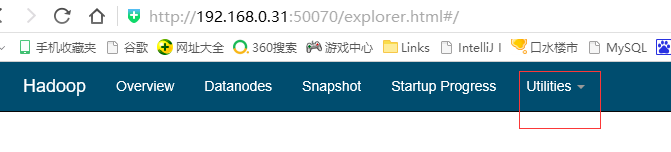 http://192.168.0.31:50070/explorer.html#/
手机收藏夹 谷歌 网址大全 360搜索 游戏中心 Links IntelliJ I 口水楼市 MySQL
Hadoop Overview Datanodes Snapshot Startup Progress Utilities